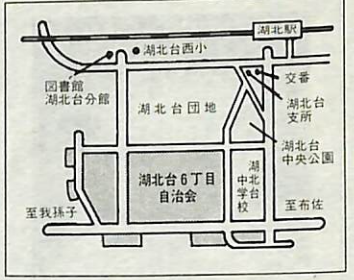 湖北駅
湖北台西小
図書館
湖北台分館
交番
湖北台
支所
湖北台団地
湖北台
中央公園
湖北台6丁目
自治会
湖北台
中学校
至我孫子
至布佐